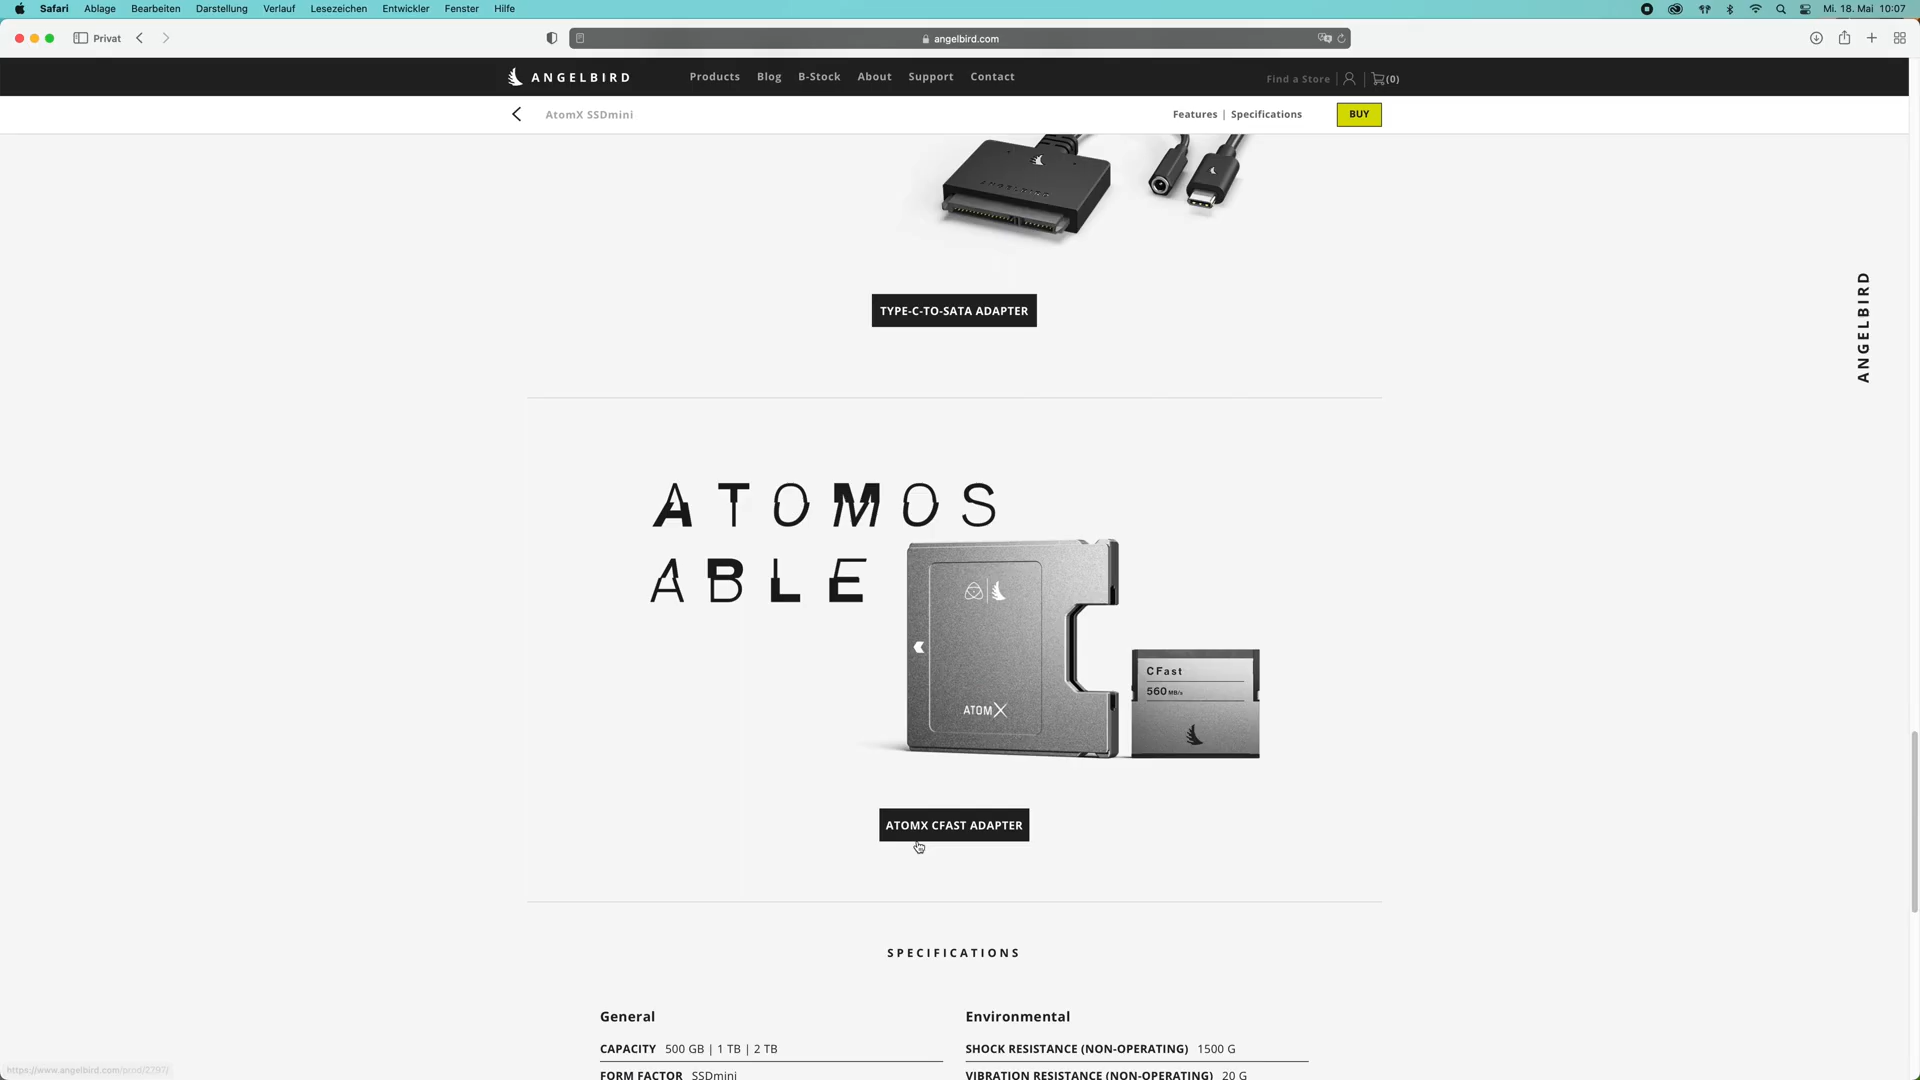 Safari Ablage Bearbeiten Darstellung Verlauf Lesezeichen Entwickler Fenster Hilfe Mi. 18. Mai 10:07
Privat angelbird.com
ANGELBIRD Products Blog B-Stock About Support Contact Find a Store (0)
AtomX SSDmini Features | Specifications BUY
ANGELBIRD
TYPE-C-TO-SATA ADAPTER
ANGELBIRD
ATOMOS
ABLE
CFast
560 MB/s
ATOMX
ATOMX CFAST ADAPTER
SPECIFICATIONS
General Environmental
CAPACITY 500 GB | 1 TB | 2 TB SHOCK RESISTANCE (NON-OPERATING) 1500 G
FORM FACTOR SSDmini VIBRATION RESISTANCE (NON-OPERATING) 20 G
https://www.angelbird.com/prod/2797/